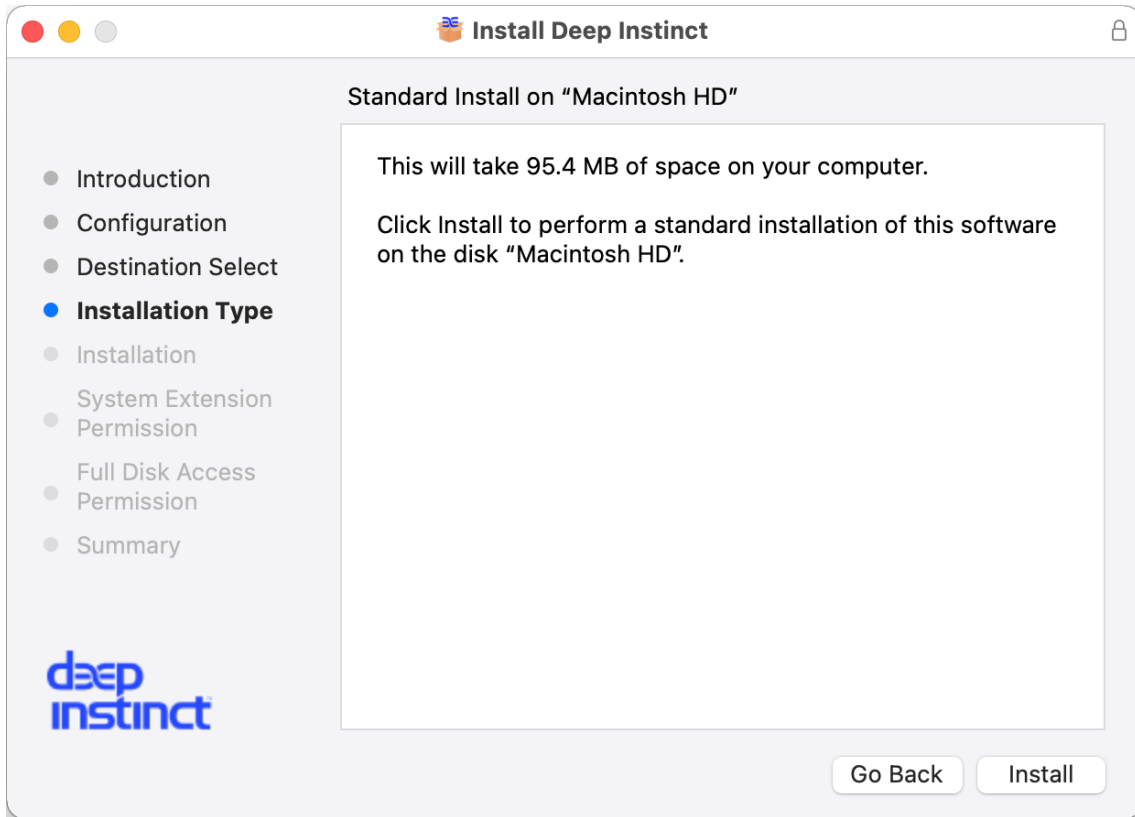 Install Deep Instinct
Standard Install on “Macintosh HD”
Introduction
Configuration
Destination Select
Installation Type
Installation
System Extension
Permission
Full Disk Access
Permission
Summary
This will take 95.4 MB of space on your computer.
Click Install to perform a standard installation of this software
on the disk “Macintosh HD”.
deep
instinct™
Go Back
Install